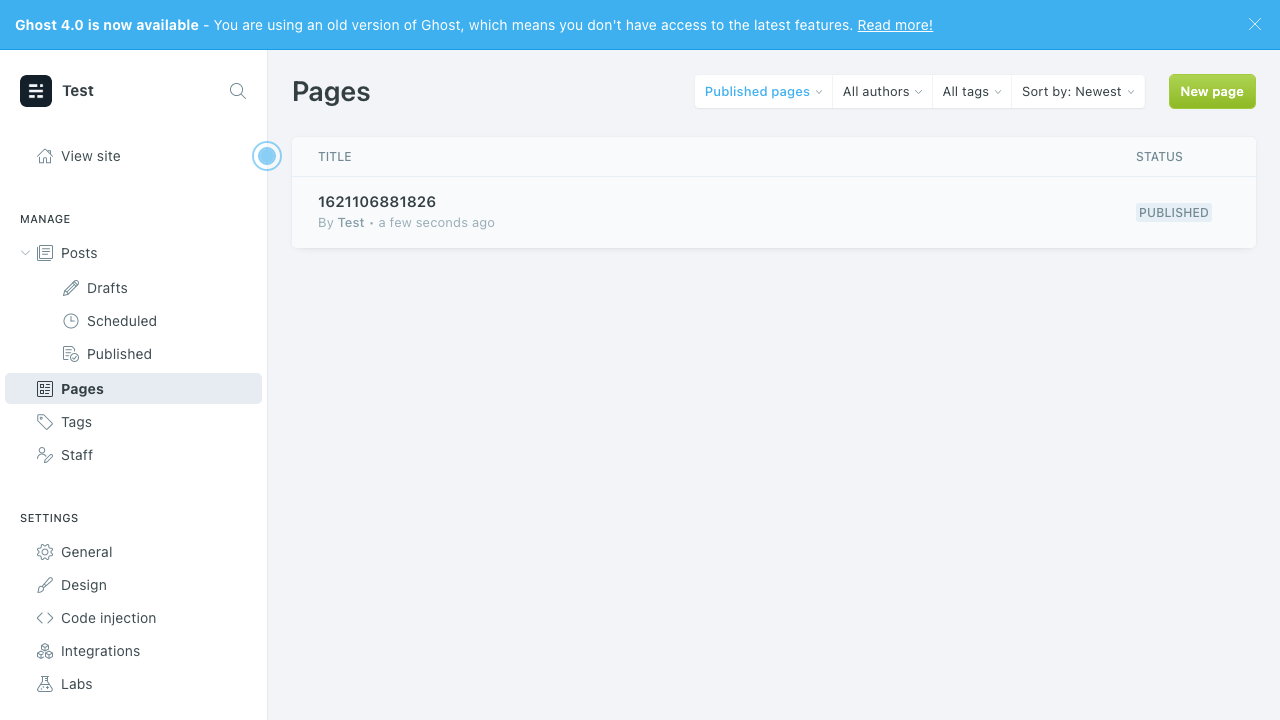 Ghost 4.0 is now available - You are using an old version of Ghost, which means you don't have access to the latest features. Read more!
Test
Pages
Published pages
All authors
All tags
Sort by: Newest
New page
View site
TITLE
STATUS
1621106881826
By Test • a few seconds ago
PUBLISHED
MANAGE
Posts
Drafts
Scheduled
Published
Pages
Tags
Staff
SETTINGS
General
Design
Code injection
Integrations
Labs